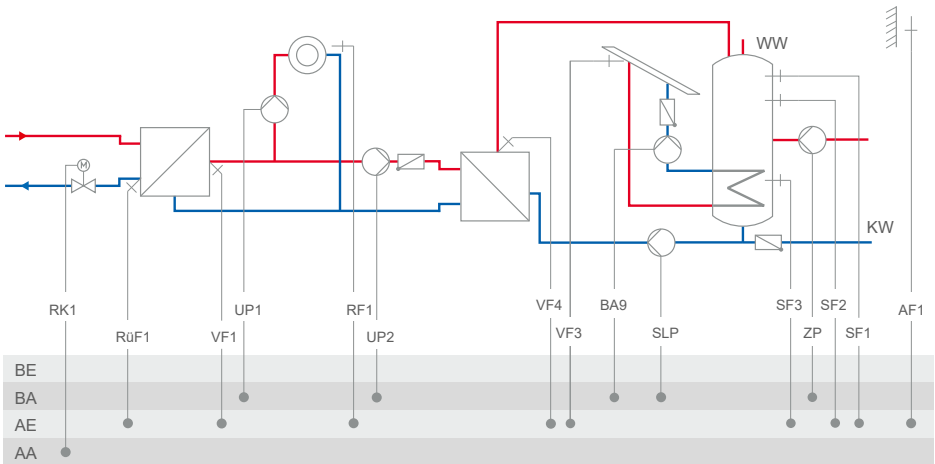 WW
M
KW
RK1
UP1
RF1
VF4
BA9
SF3
SF2
AF1
RüF1
VF1
UP2
VF3
SLP
ZP
SF1
BE
BA
AE
AA